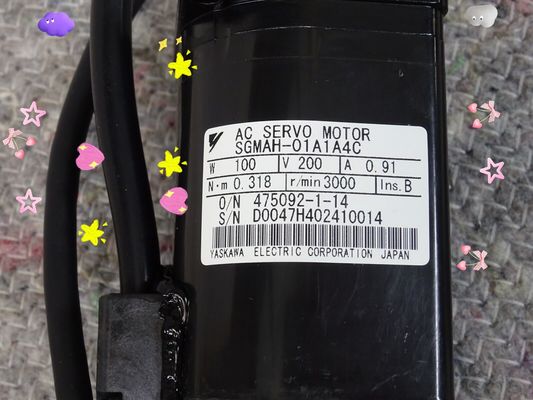 AC SERVO MOTOR
SGMAH-01A1A4C
W 100 V 200 A 0.91
N·m 0.318 r/min 3000 Ins. B
O/N 475092-1-14
S/N D0047H402410014
YASKAWA ELECTRIC CORPORATION JAPAN